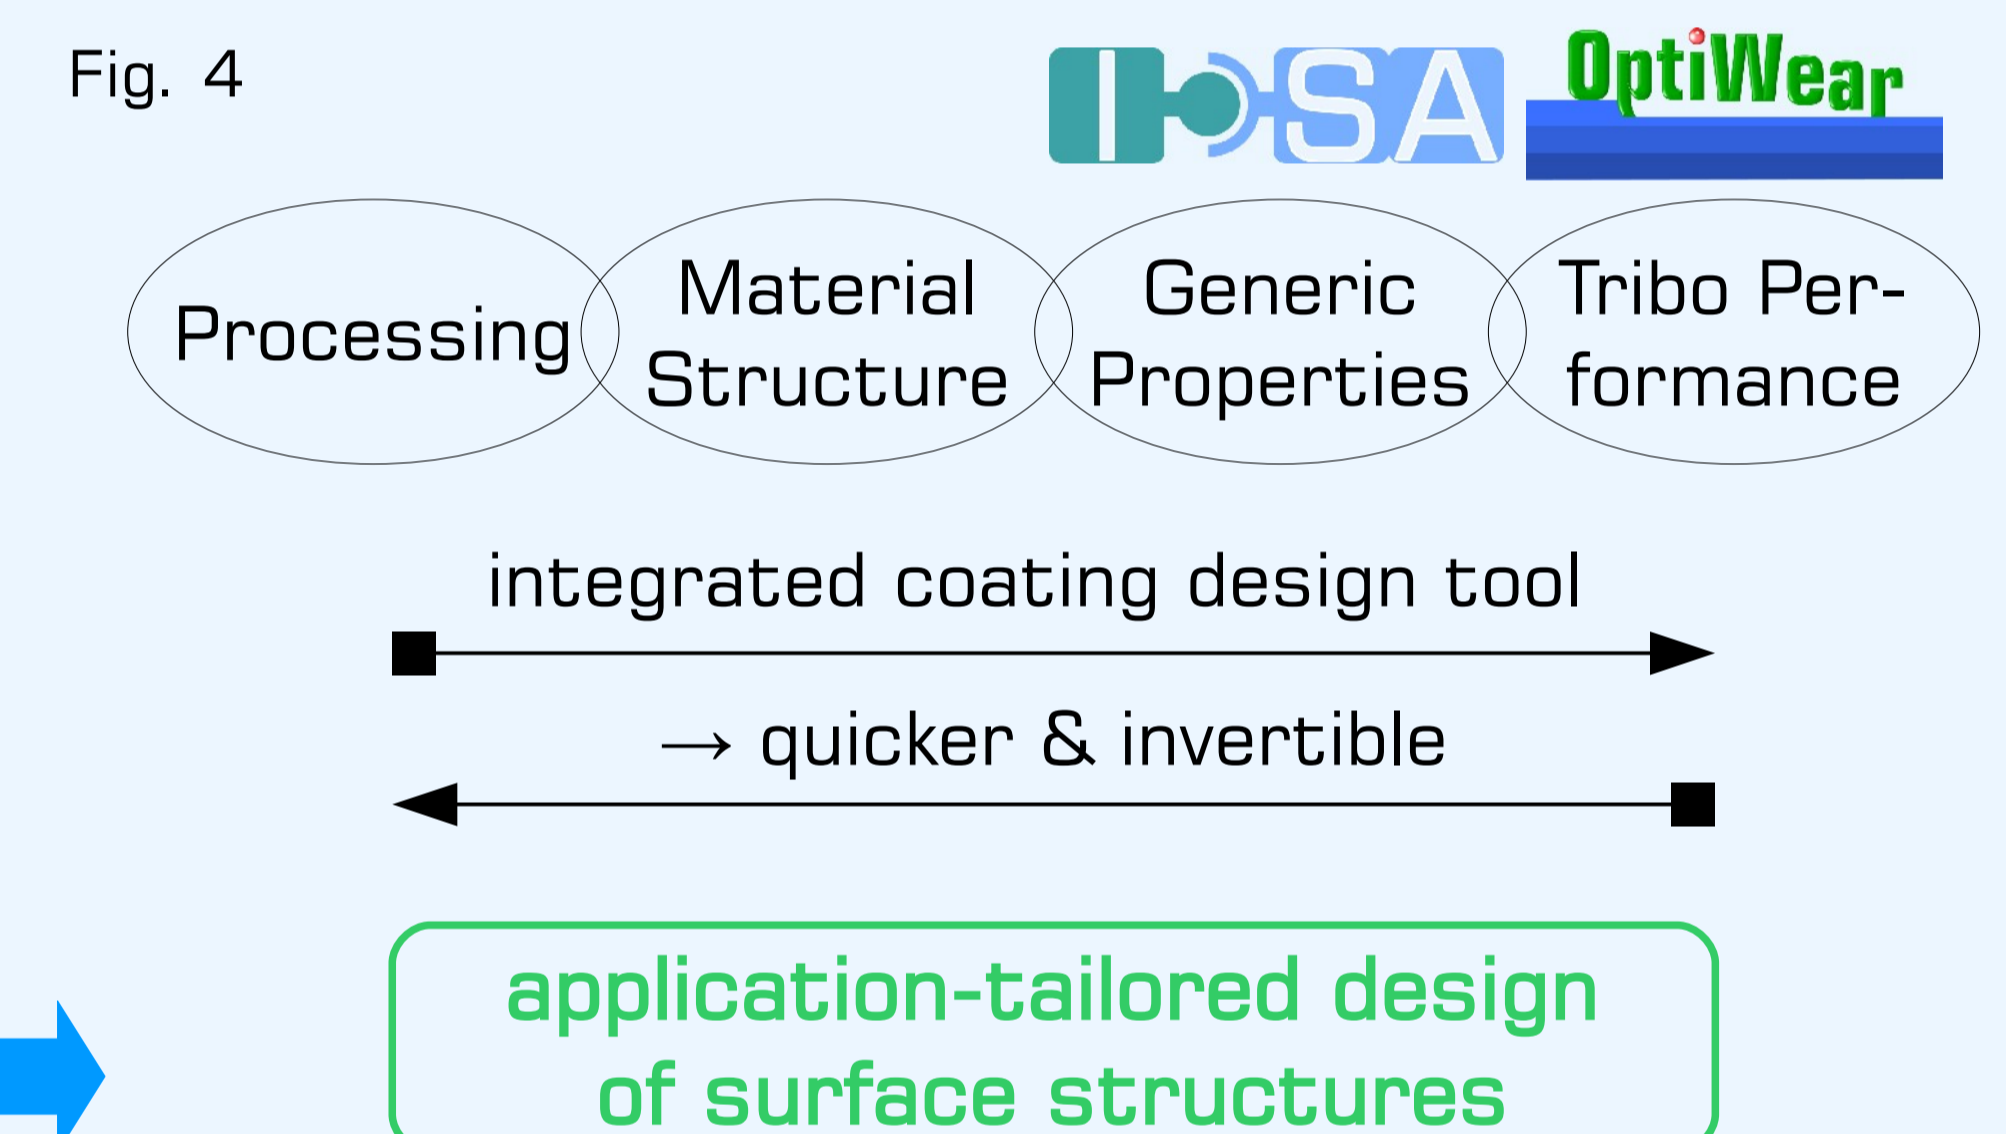 Fig. 4
I-SA
OptiWear
Processing
Material
Structure
Generic
Properties
Tribo Per-
formance
integrated coating design tool
→ quicker & invertible
application-tailored design
of surface structures